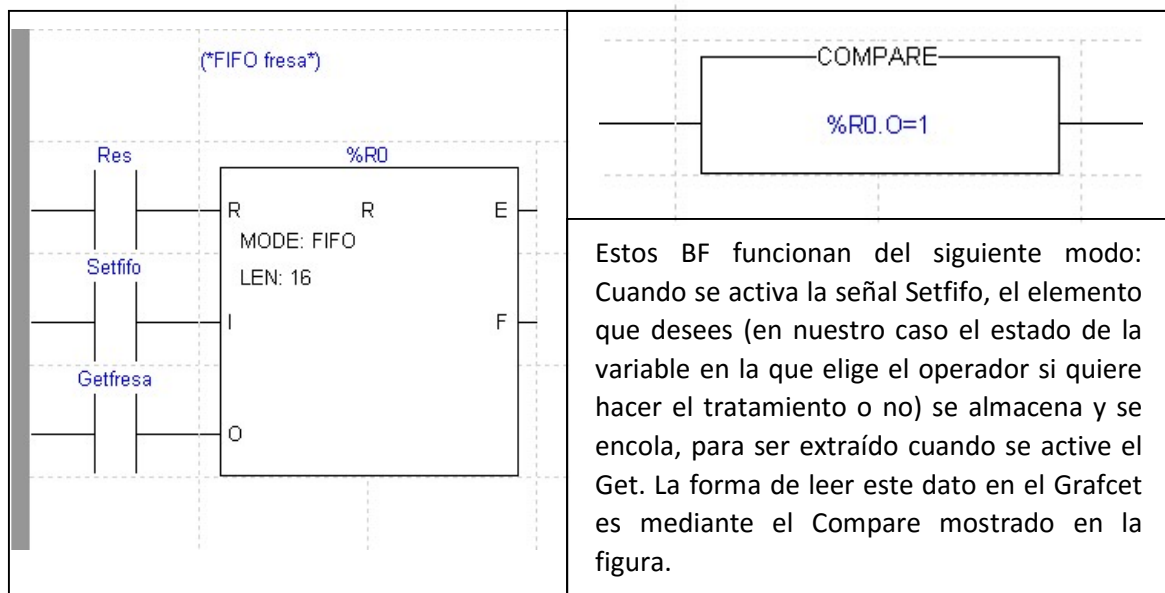 (*FIFO fresa*)
Res
%R0
R
R
E
MODE: FIFO
LEN: 16
Setfifo
I
F
Getfresa
O
COMPARE
%R0.O=1
Estos BF funcionan del siguiente modo:
Cuando se activa la señal Setfifo, el elemento
que desees (en nuestro caso el estado de la
variable en la que elige el operador si quiere
hacer el tratamiento o no) se almacena y se
encola, para ser extraído cuando se active el
Get. La forma de leer este dato en el Grafcet
es mediante el Compare mostrado en la
figura.